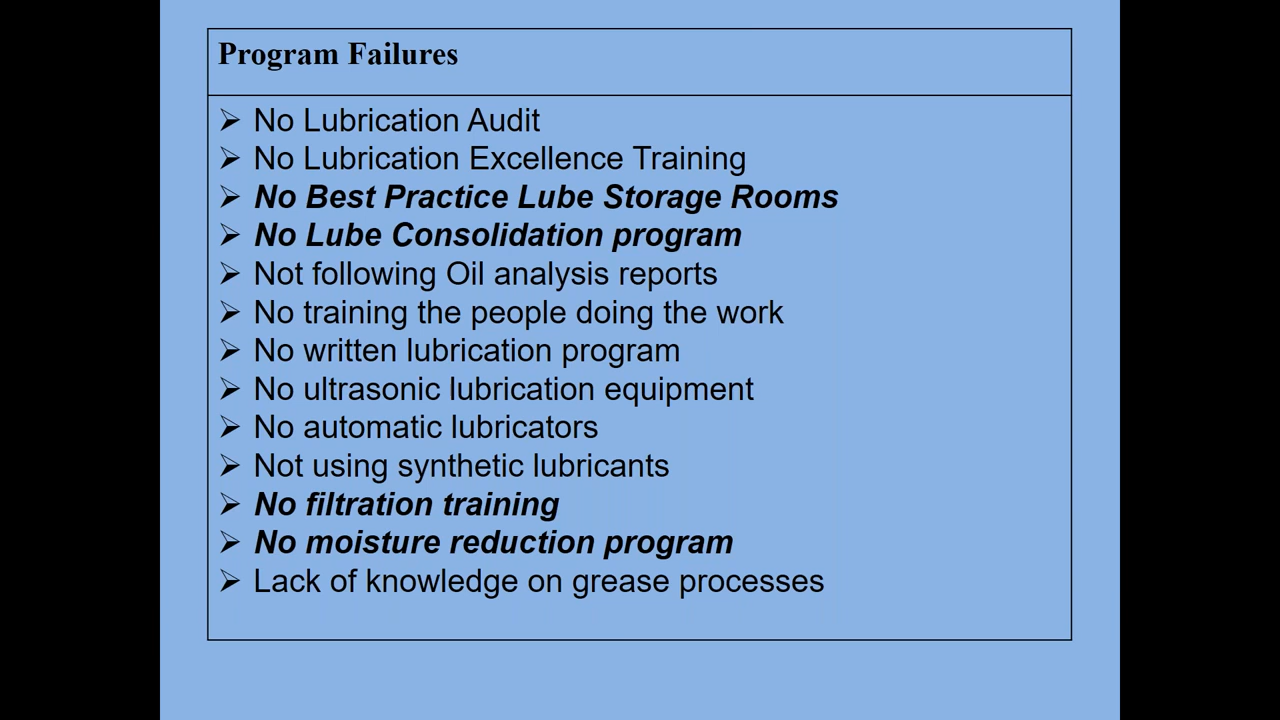 Program Failures
➢ No Lubrication Audit
➢ No Lubrication Excellence Training
➢ No Best Practice Lube Storage Rooms
➢ No Lube Consolidation program
➢ Not following Oil analysis reports
➢ No training the people doing the work
➢ No written lubrication program
➢ No ultrasonic lubrication equipment
➢ No automatic lubricators
➢ Not using synthetic lubricants
➢ No filtration training
➢ No moisture reduction program
➢ Lack of knowledge on grease processes